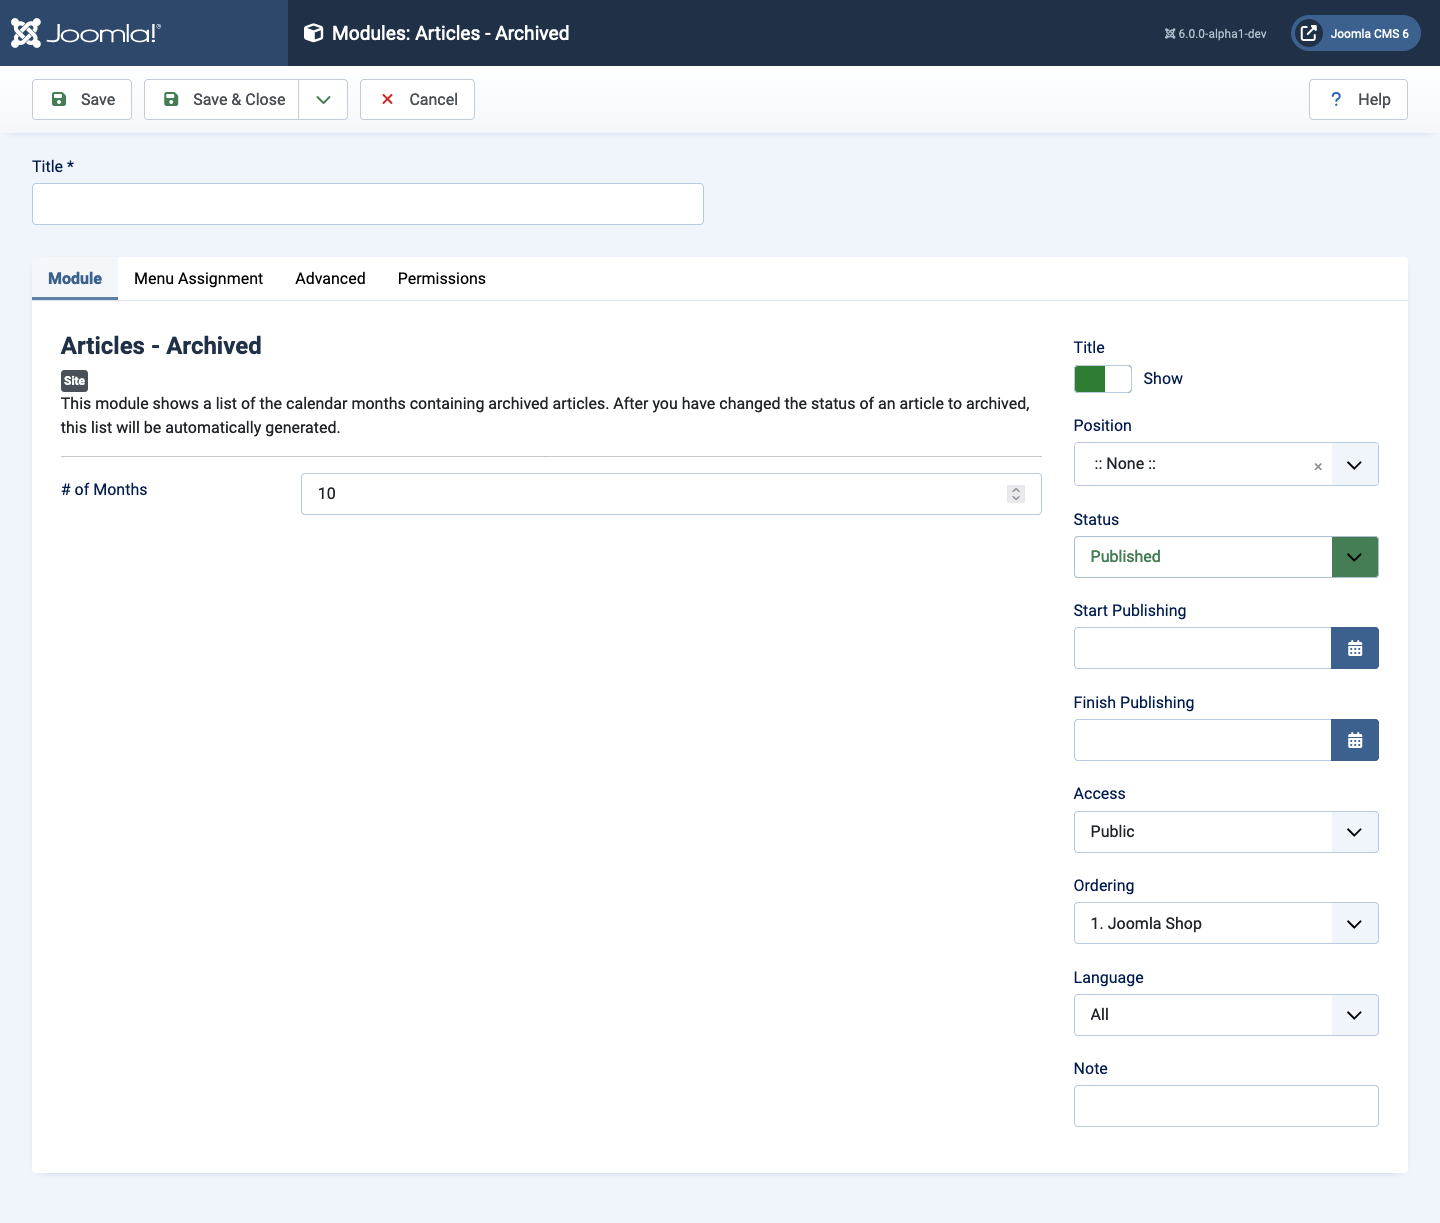 Joomla!®
Modules: Articles - Archived
6.0.0-alpha1-dev
Joomla CMS 6
Save
Save & Close
Cancel
? Help
Title *
Module
Menu Assignment
Advanced
Permissions
Articles - Archived
Site
This module shows a list of the calendar months containing archived articles. After you have changed the status of an article to archived,
this list will be automatically generated.
# of Months
10
Title
Show
Position
:: None ::
×
Status
Published
Start Publishing
Finish Publishing
Access
Public
Ordering
1. Joomla Shop
Language
All
Note